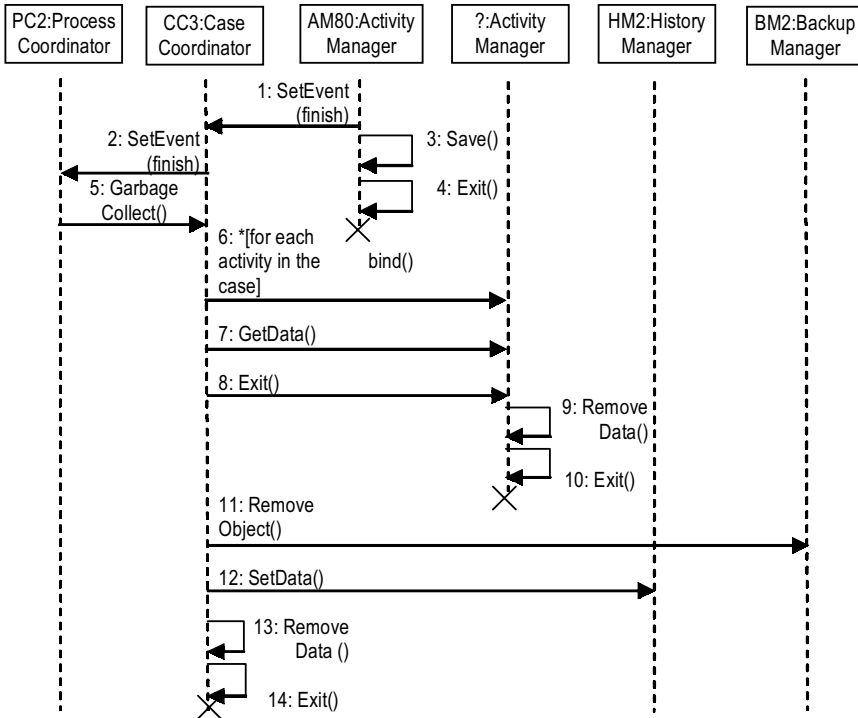 PC2:Process
Coordinator
CC3:Case
Coordinator
AM80:Activity
Manager
?:Activity
Manager
HM2:History
Manager
BM2:Backup
Manager
1: SetEvent
(finish)
2: SetEvent
(finish)
3: Save()
4: Exit()
5: Garbage
Collect()
6: *[for each
activity in the
case]
bind()
7: GetData()
8: Exit()
9: Remove
Data()
10: Exit()
11: Remove
Object()
12: SetData()
13: Remove
Data ()
14: Exit()